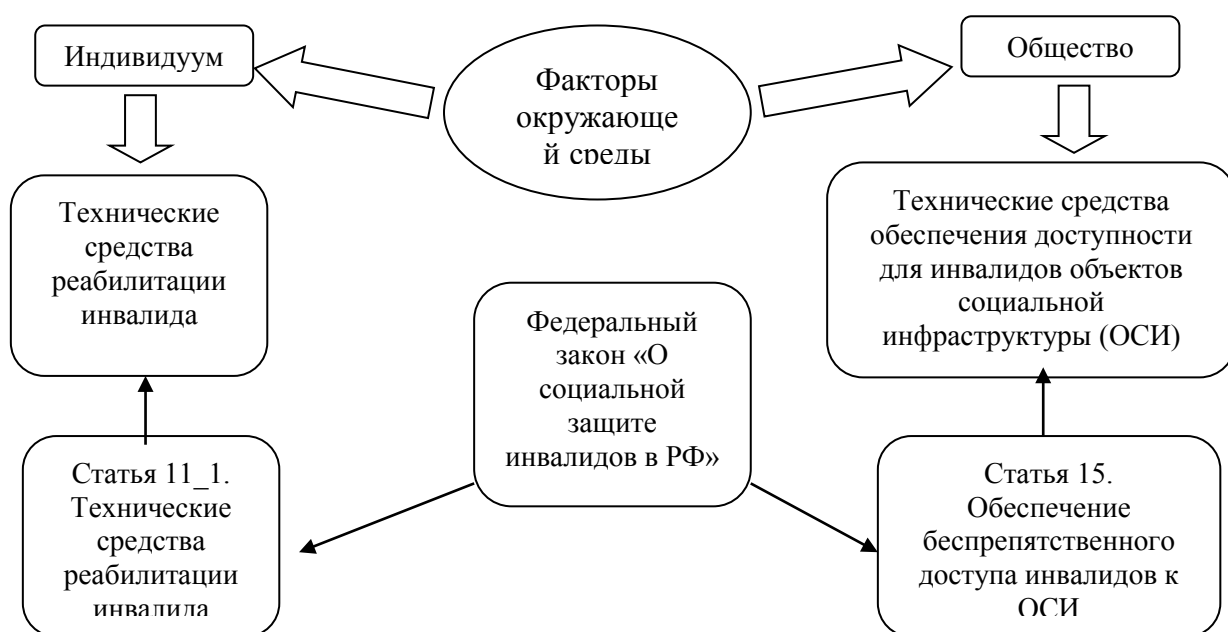 Индивидуум
Факторы
окружающе
й среды
Общество
Технические
средства
реабилитации
инвалида
Технические средства
обеспечения доступности
для инвалидов объектов
социальной
инфраструктуры (ОСИ)
Федеральный
закон «О
социальной
защите
инвалидов в РФ»
Статья 11_1.
Технические
средства
реабилитации
инвалида
Статья 15.
Обеспечение
беспрепятственного
доступа инвалидов к
ОСИ